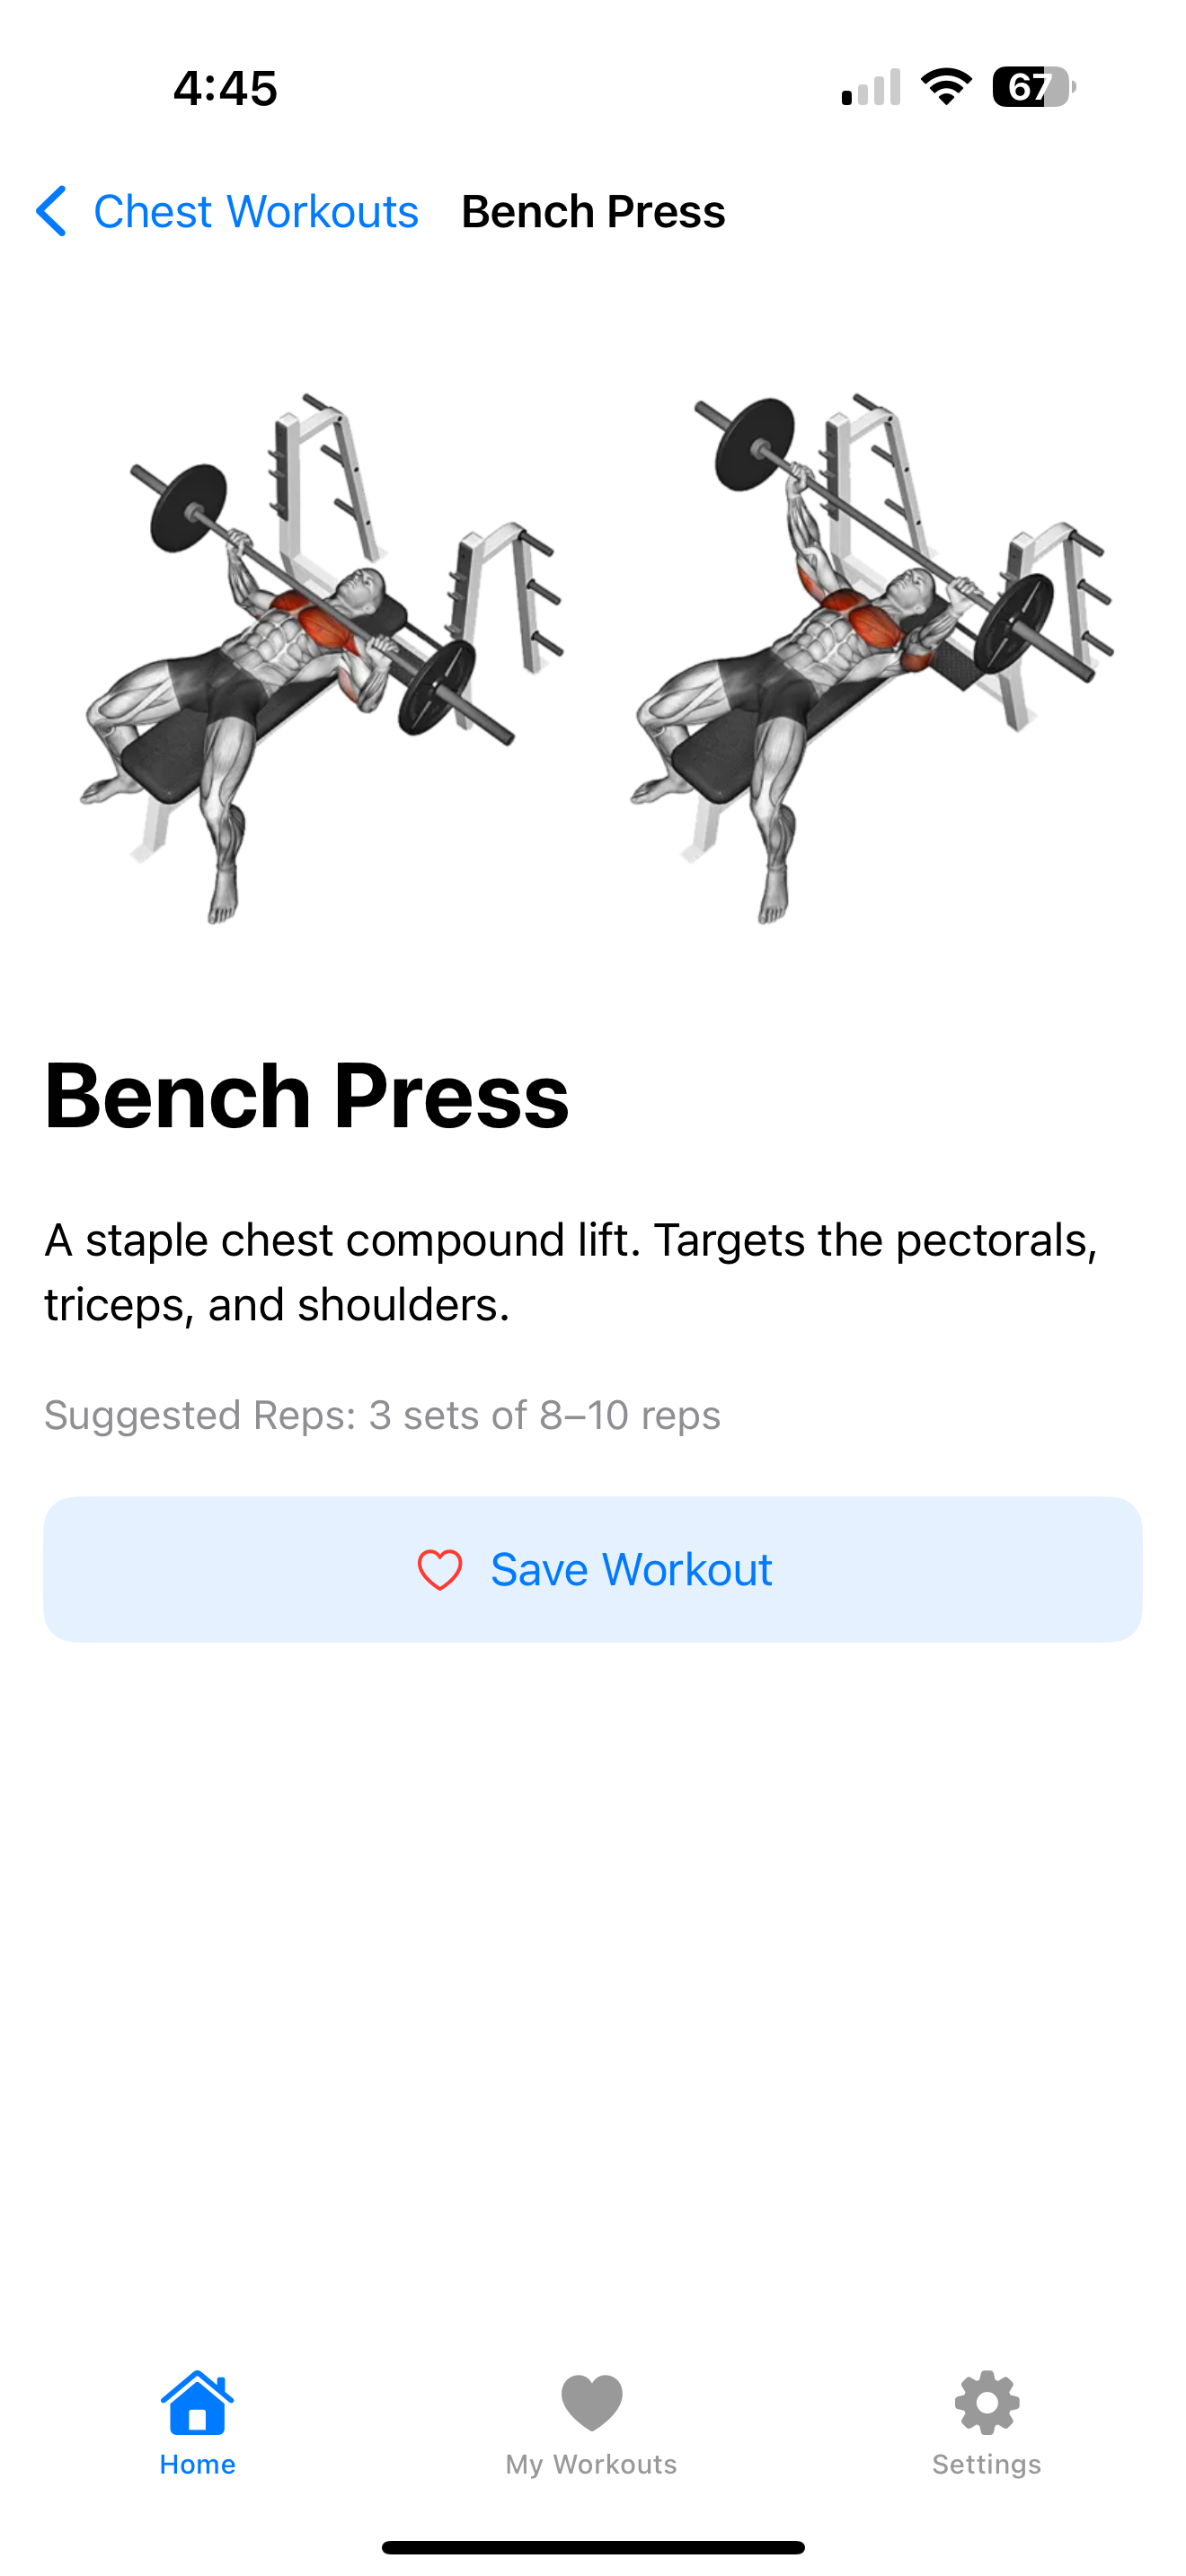 4:45
67
Chest Workouts Bench Press
Bench Press
A staple chest compound lift. Targets the pectorals,
triceps, and shoulders.
Suggested Reps: 3 sets of 8–10 reps
Save Workout
Home My Workouts Settings